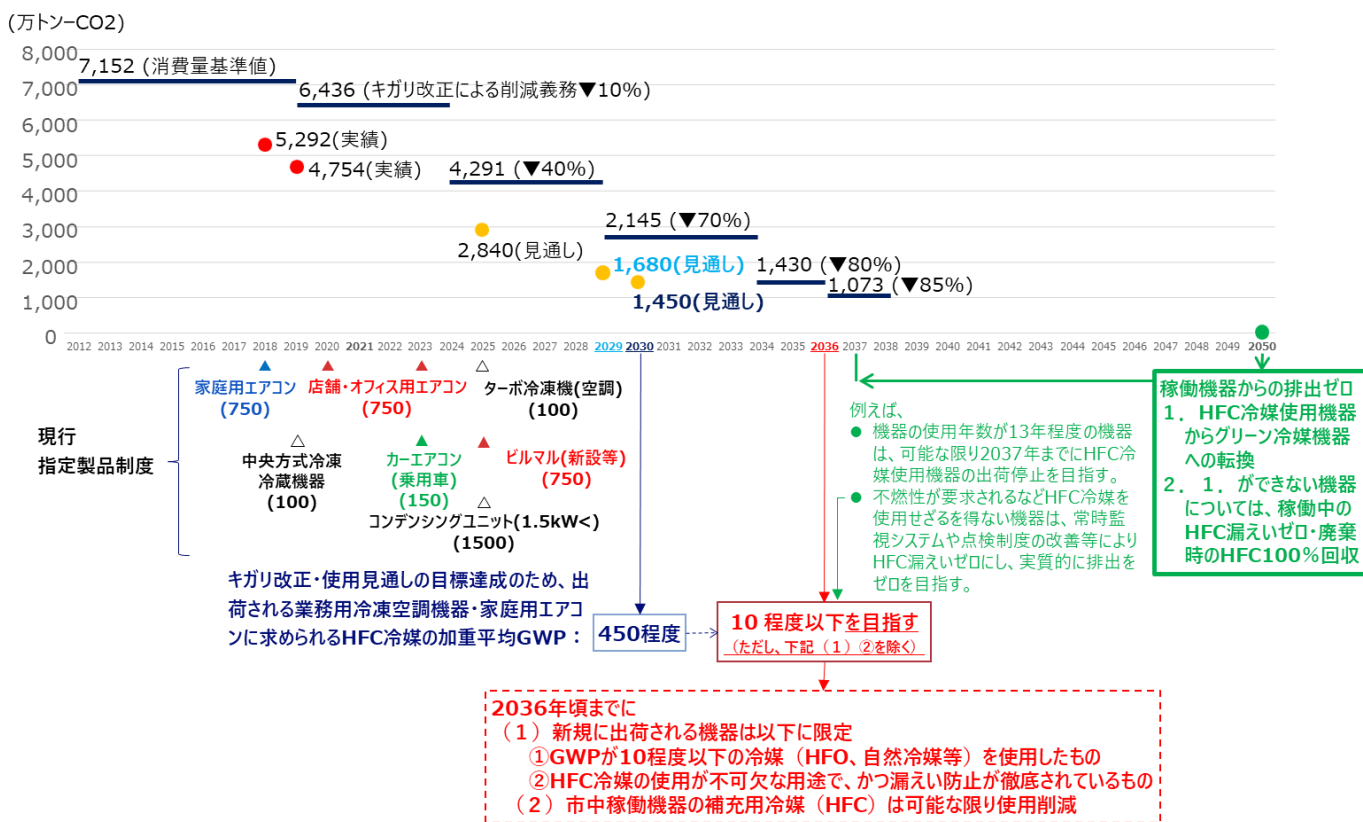 (万トンーCO2)
8,000
7,152 (消費量基準値)
7,000
6,436 (キガリ改正による削減義務▼10%)
6,000
5,292(実績)
5,000
4,754(実績)
4,291 (▼40%)
4,000
3,000
2,145 (▼70%)
2,840(見通し)
2,000
1,680(見通し)
1,430 (▼80%)
1,000
1,450(見通し)
1,073 (▼85%)
0
2012 2013 2014 2015 2016 2017 2018 2019 2020 2021 2022 2023 2024 2025 2026 2027 2028 2029 2030 2031 2032 2033 2034 2035 2036 2037 2038 2039 2040 2041 2042 2043 2044 2045 2046 2047 2048 2049 2050
現行
指定製品制度
家庭用エアコン
(750)
店舗・オフィス用エアコン
(750)
ターボ冷凍機(空調)
(100)
中央方式冷凍
冷蔵機器
(100)
カーエアコン
(乗用車)
(150)
ビルマル(新設等)
(750)
コンデンシングユニット(1.5kW<)
(1500)
例えば、
● 機器の使用年数が13年程度の機器
は、可能な限り2037年までにHFC冷
媒使用機器の出荷停止を目指す。
● 不燃性が要求されるなどHFC冷媒を
使用せざるを得ない機器は、常時監
視システムや点検制度の改善等により
HFC漏えいゼロにし、実質的に排出を
ゼロを目指す。
稼働機器からの排出ゼロ
1．HFC冷媒使用機器
からグリーン冷媒機器
への転換
2．1．ができない機器
については、稼働中の
HFC漏えいゼロ・廃棄
時のHFC100%回収
キガリ改正・使用見通しの目標達成のため、出
荷される業務用冷凍空調機器・家庭用エアコ
ンに求められるHFC冷媒の加重平均GWP：
450程度
10 程度以下を目指す
(ただし、下記（1）②を除く)
2036年頃までに
（1）新規に出荷される機器は以下に限定
①GWPが10程度以下の冷媒（HFO、自然冷媒等）を使用したもの
②HFC冷媒の使用が不可欠な用途で、かつ漏えい防止が徹底されているもの
（2）市中稼働機器の補充用冷媒（HFC）は可能な限り使用削減